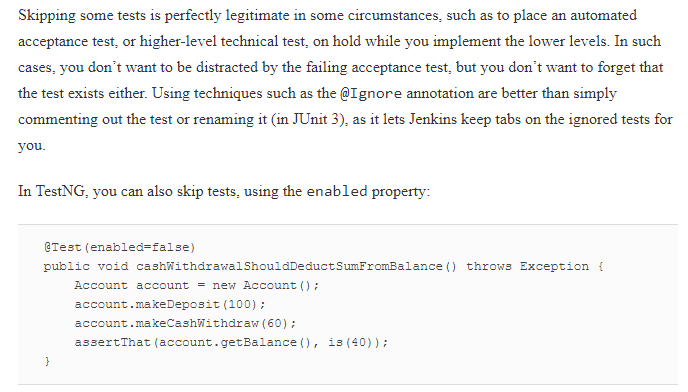 Skipping some tests is perfectly legitimate in some circumstances, such as to place an automated
acceptance test, or higher-level technical test, on hold while you implement the lower levels. In such
cases, you don’t want to be distracted by the failing acceptance test, but you don’t want to forget that
the test exists either. Using techniques such as the @Ignore annotation are better than simply
commenting out the test or renaming it (in JUnit 3), as it lets Jenkins keep tabs on the ignored tests for
you.
In TestNG, you can also skip tests, using the enabled property:
@Test(enabled=false)
public void cashWithdrawalShouldDeductSumFromBalance() throws Exception {
    Account account = new Account();
    account.makeDeposit(100);
    account.makeCashWithdraw(60);
    assertThat(account.getBalance(), is(40));
}